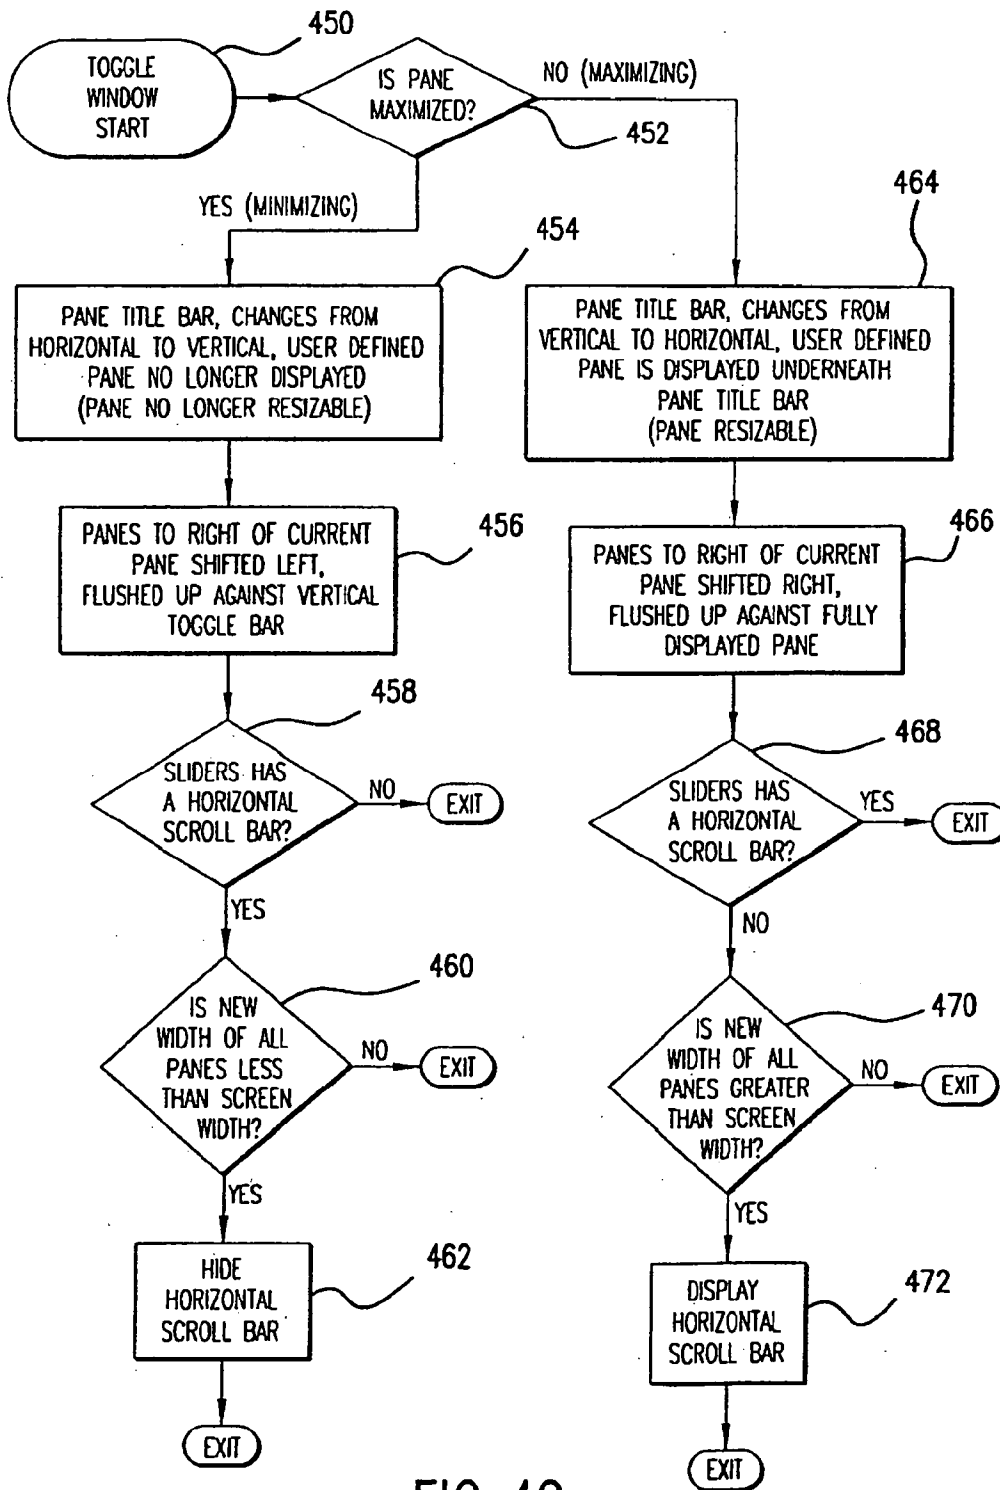 450
TOGGLE
WINDOW
START
IS PANE
MAXIMIZED?
NO (MAXIMIZING)
452
YES (MINIMIZING)
454
PANE TITLE BAR, CHANGES FROM
HORIZONTAL TO VERTICAL, USER DEFINED
PANE NO LONGER DISPLAYED
(PANE NO LONGER RESIZABLE)
456
PANES TO RIGHT OF CURRENT
PANE SHIFTED LEFT,
FLUSHED UP AGAINST VERTICAL
TOGGLE BAR
458
SLIDERS HAS
A HORIZONTAL
SCROLL BAR?
NO
EXIT
YES
460
IS NEW
WIDTH OF ALL
PANES LESS
THAN SCREEN
WIDTH?
NO
EXIT
YES
462
HIDE
HORIZONTAL
SCROLL BAR
EXIT
464
PANE TITLE BAR, CHANGES FROM
VERTICAL TO HORIZONTAL, USER DEFINED
PANE IS DISPLAYED UNDERNEATH
PANE TITLE BAR
(PANE RESIZABLE)
466
PANES TO RIGHT OF CURRENT
PANE SHIFTED RIGHT,
FLUSHED UP AGAINST FULLY
DISPLAYED PANE
468
SLIDERS HAS
A HORIZONTAL
SCROLL BAR?
YES
EXIT
NO
470
IS NEW
WIDTH OF ALL
PANES GREATER
THAN SCREEN
WIDTH?
NO
EXIT
YES
472
DISPLAY
HORIZONTAL
SCROLL BAR
EXIT